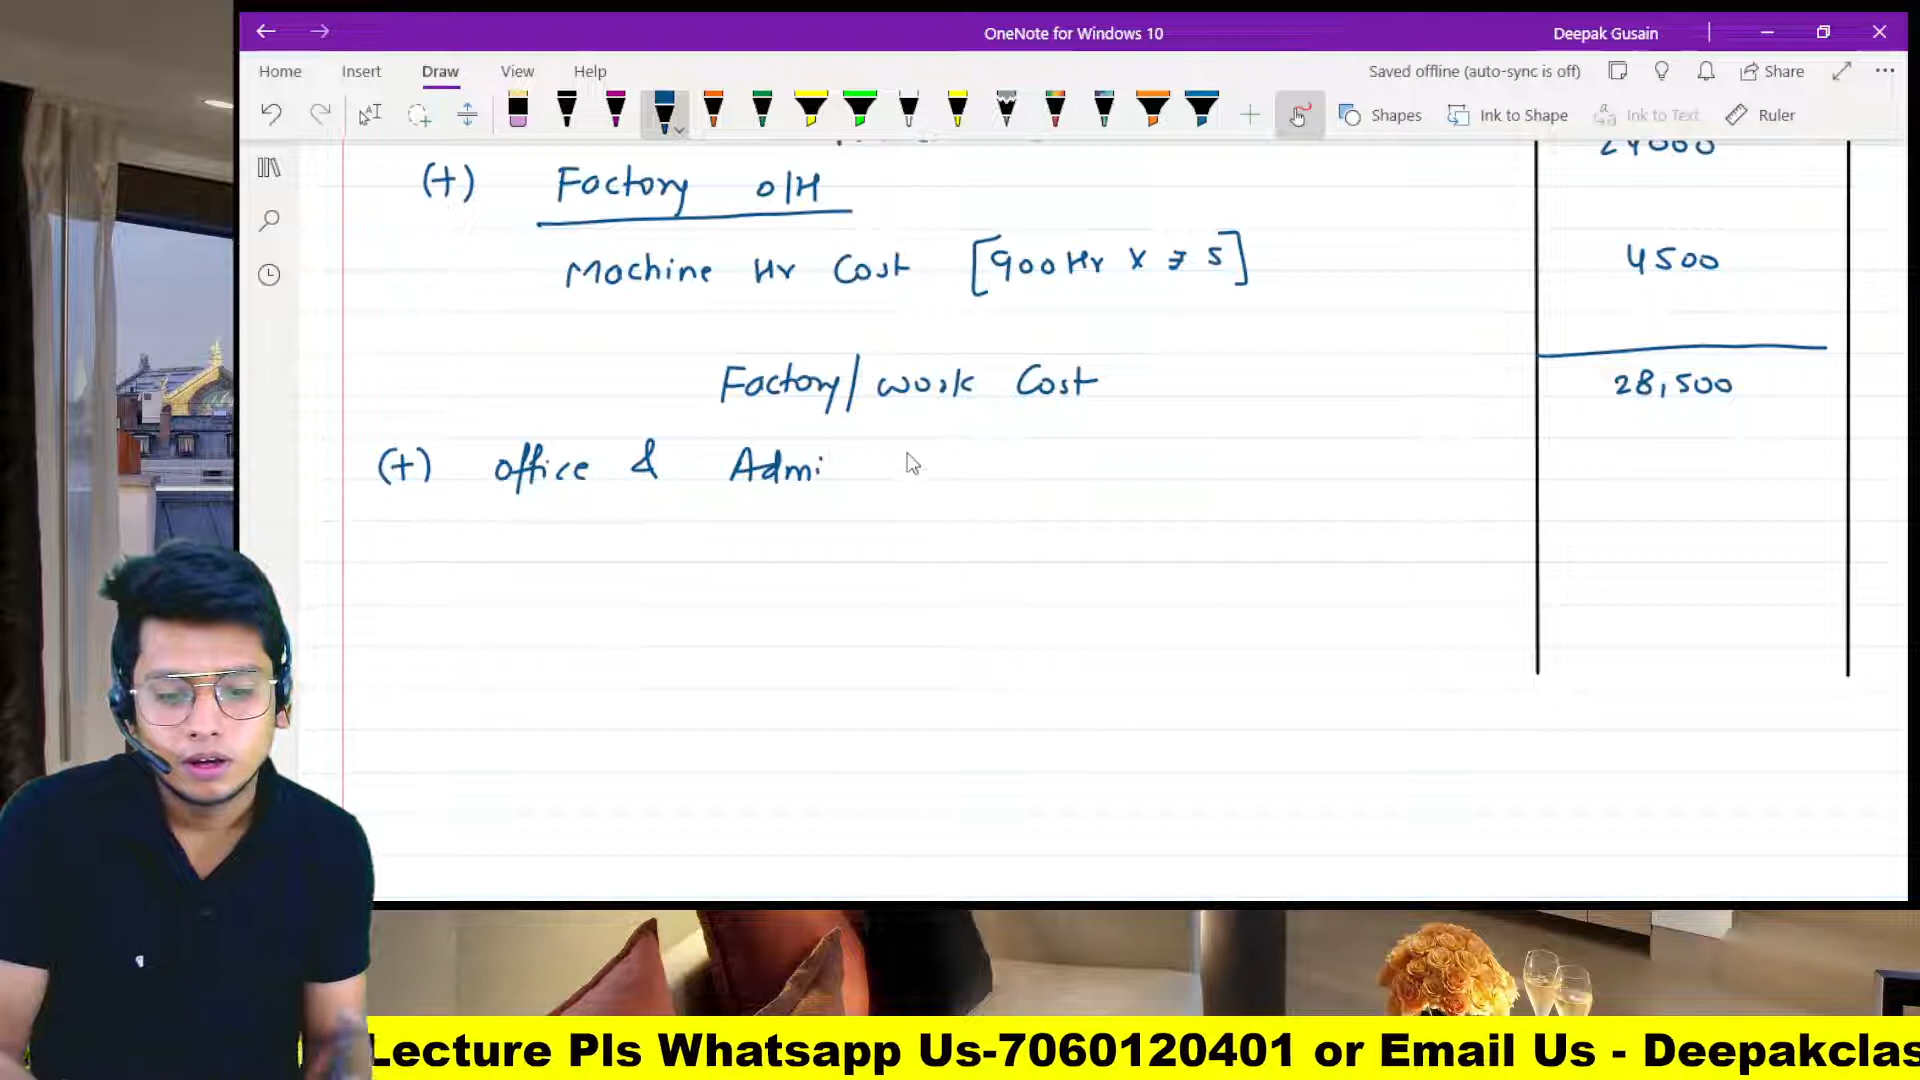 OneNote for Windows 10 Deepak Gusain
Home Insert Draw View Help Saved offline (auto-sync is off) Share
Shapes Ink to Shape Ink to Text Ruler
24000
(+) Factory O/H
Machine Hr Cost [900 Hr X ₹ 5] 4500
Factory/ Work Cost 28,500
(+) office & Admi
Lecture Pls Whatsapp Us-7060120401 or Email Us - Deepakclas